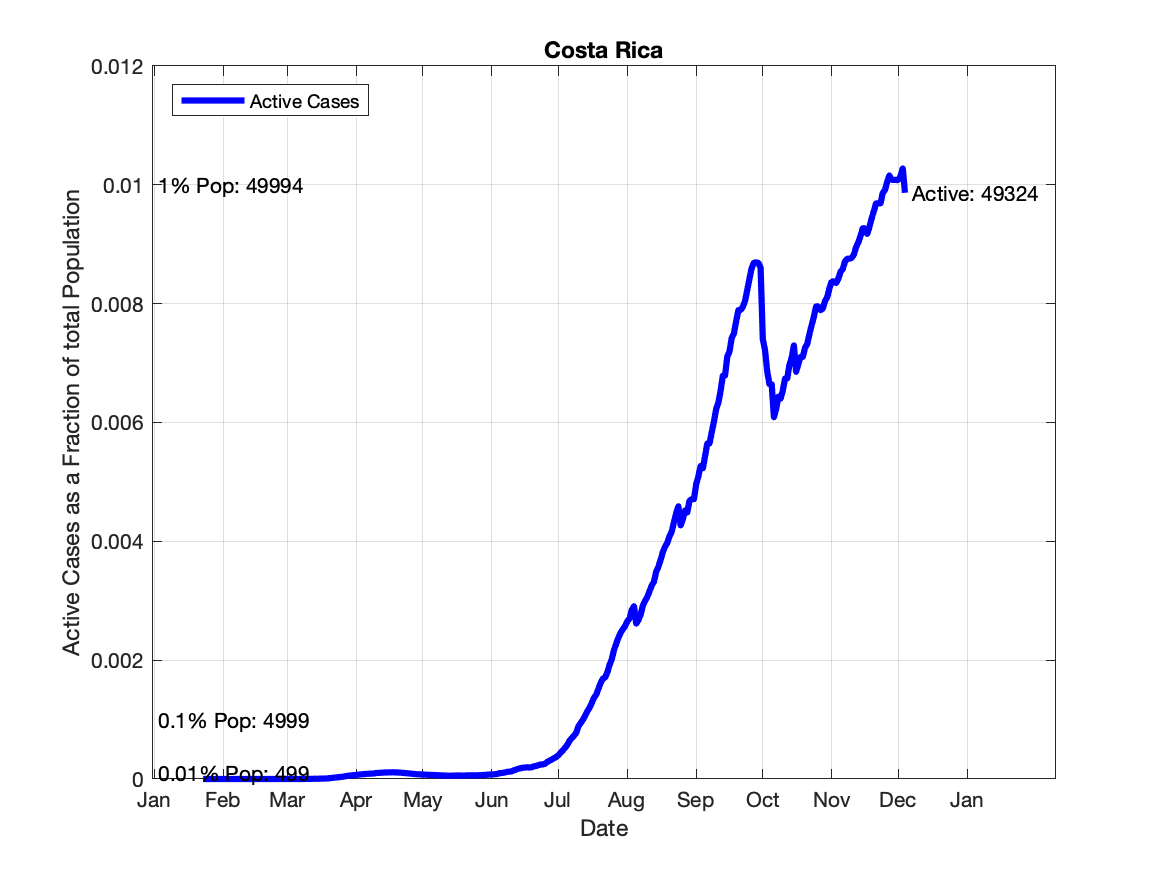 Costa Rica
0.012
Active Cases
0.01
1% Pop: 49994
Active: 49324
0.008
0.006
0.004
0.002
0.1% Pop: 4999
0.01% Pop: 499
0
Active Cases as a Fraction of total Population
Jan Feb Mar Apr May Jun Jul Aug Sep Oct Nov Dec Jan
Date